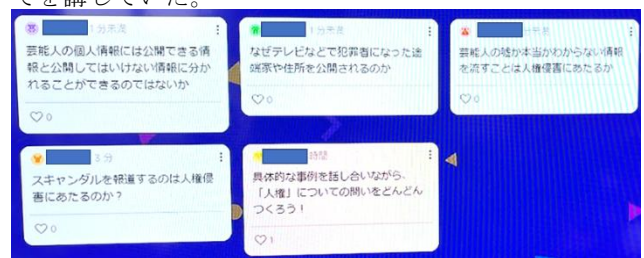 てを講じていた。
1分未満
芸能人の個人情報には公開できる情
報と公開してはいけない情報に分か
れることができるのではないか
0
1分未満
なぜテレビなどで犯罪者になった途
端家や住所を公開されるのか
0
分未満
芸能人の嘘か本当かわからない情報
を流すことは人権侵害にあたるか
0
3分
スキャンダルを報道するのは人権侵
害にあたるのか?
0
時間
具体的な事例を話し合いながら、
「人権」についての問いをどんどん
つくろう!
1